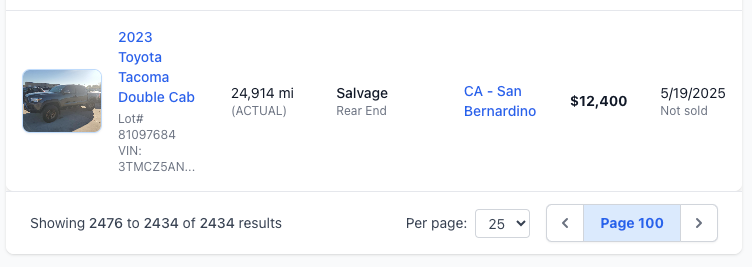 2023
Toyota
Tacoma
Double Cab
Lot#
81097684
VIN:
3TMCZ5AN...
24,914 mi
(ACTUAL)
Salvage
Rear End
CA - San
Bernardino
$12,400
5/19/2025
Not sold
Showing 2476 to 2434 of 2434 results
Per page: 25
Page 100